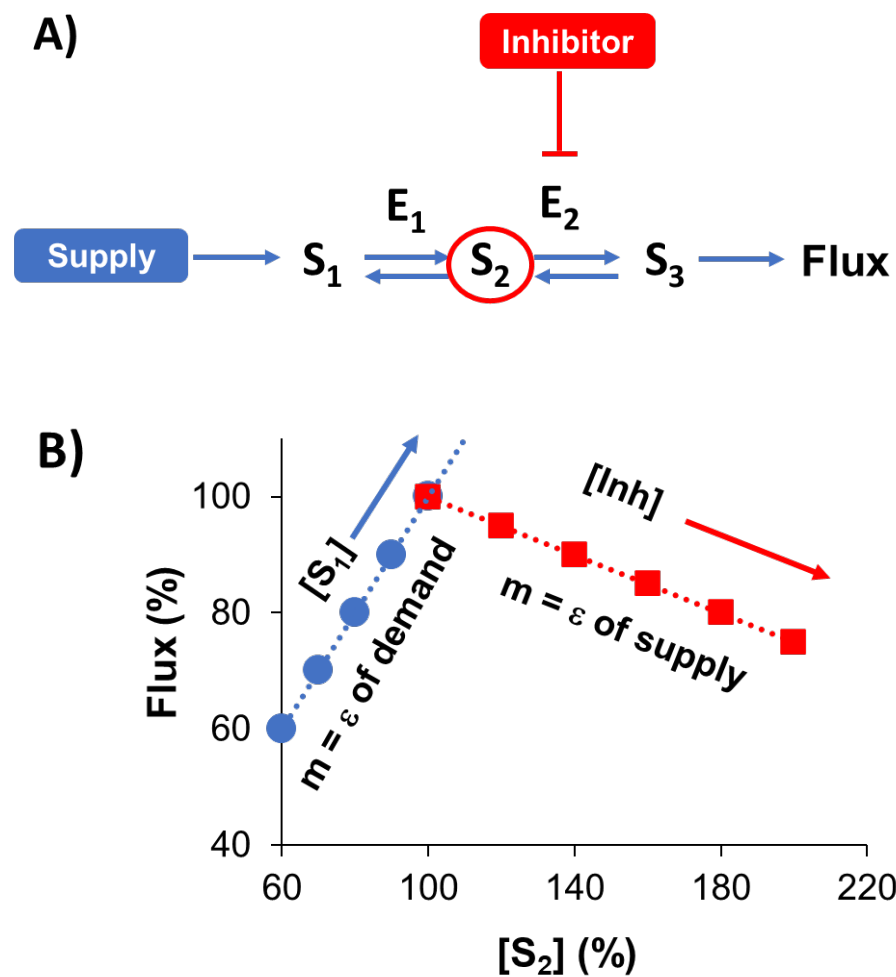 A)
Inhibitor
E₁
E₂
Supply
S₁
S₂
S₃
Flux
B)
Flux (%)
100
80
60
40
[S₁]
m = ε of demand
[Inh]
m = ε of supply
60
100
140
180
220
[S₂] (%)